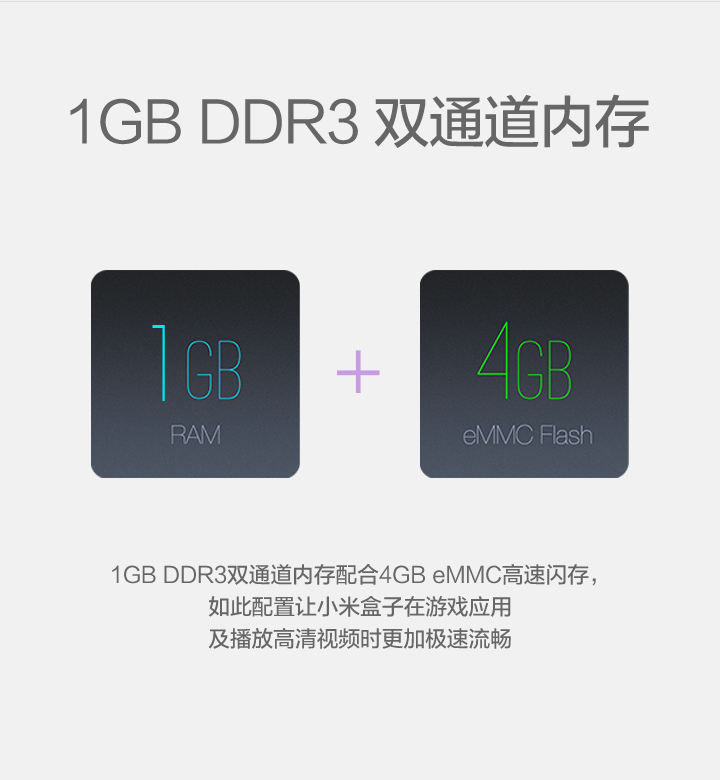 1GB DDR3 双通道内存
1GB
RAM
+
4GB
eMMC Flash
1GB DDR3双通道内存配合4GB eMMC高速闪存，
如此配置让小米盒子在游戏应用
及播放高清视频时更加极速流畅